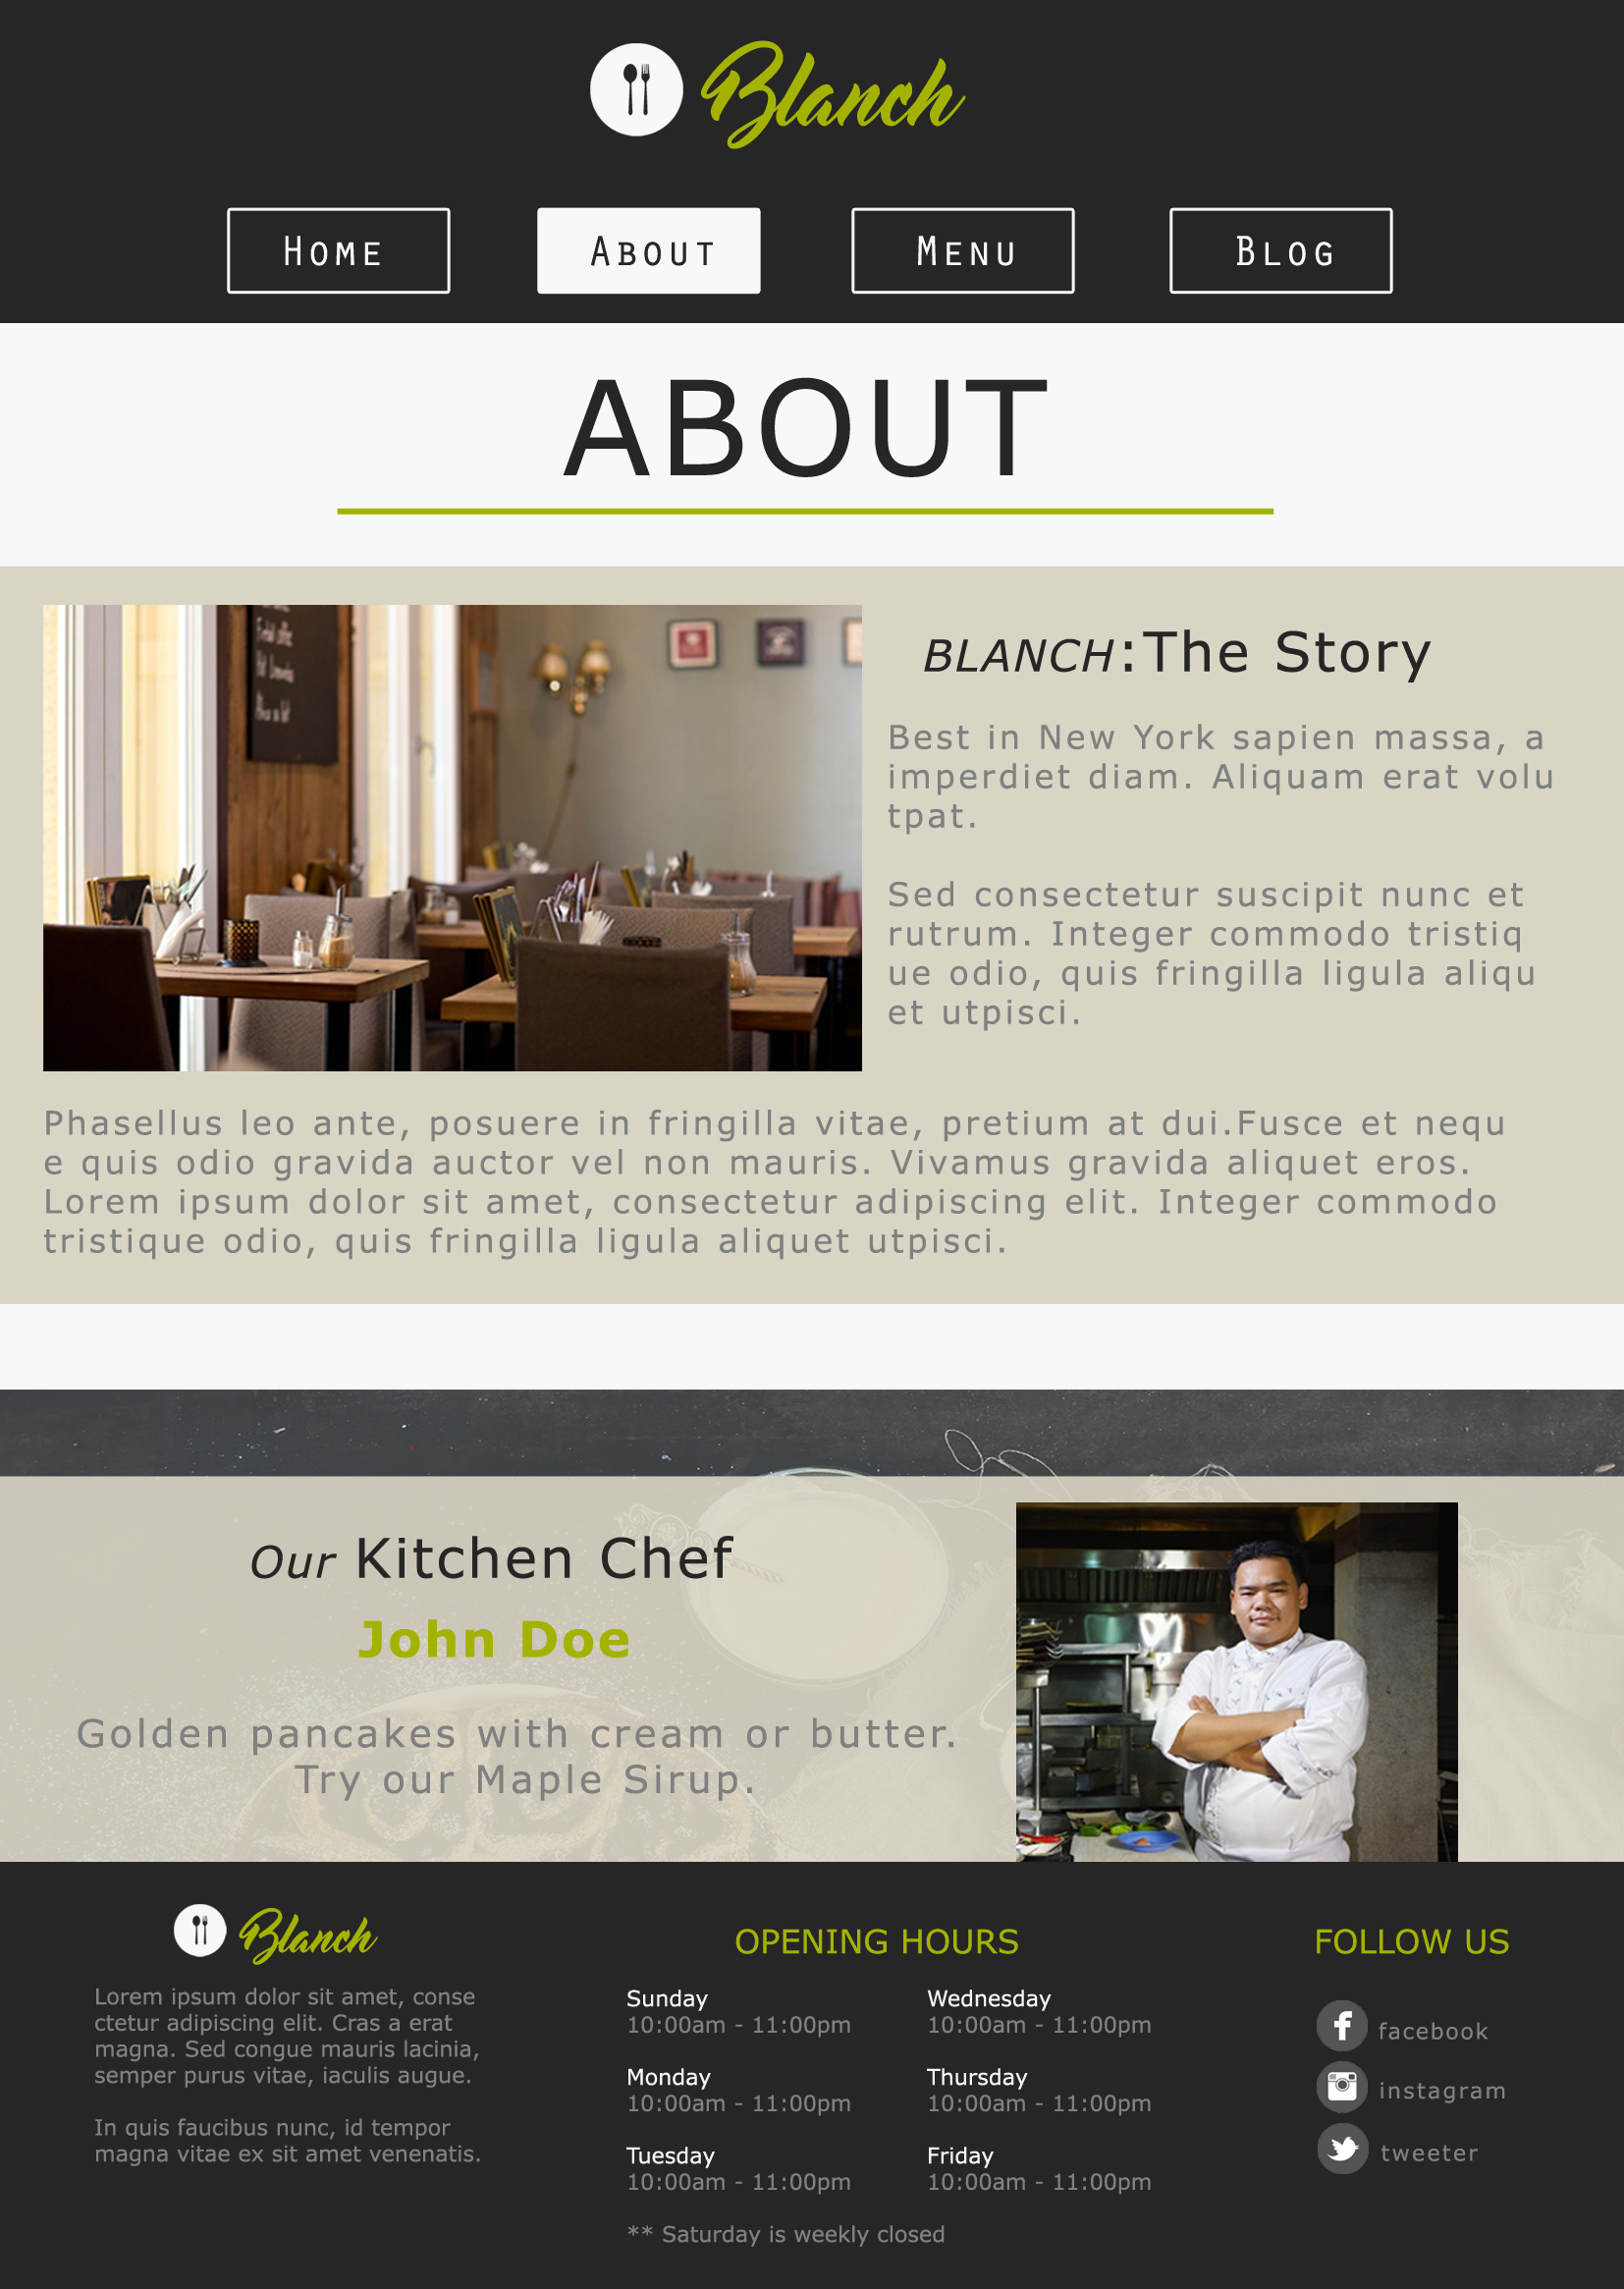 Blanch
Home
About
Menu
Blog
ABOUT
BLANCH:The Story
Best in New York sapien massa, a
imperdiet diam. Aliquam erat volu
tpat.
Sed consectetur suscipit nunc et
rutrum. Integer commodo tristiq
ue odio, quis fringilla ligula aliqu
et utpisci.
Phasellus leo ante, posuere in fringilla vitae, pretium at dui.Fusce et nequ
e quis odio gravida auctor vel non mauris. Vivamus gravida aliquet eros.
Lorem ipsum dolor sit amet, consectetur adipiscing elit. Integer commodo
tristique odio, quis fringilla ligula aliquet utpisci.
Our Kitchen Chef
John Doe
Golden pancakes with cream or butter.
Try our Maple Sirup.
Blanch
Lorem ipsum dolor sit amet, conse
ctetur adipiscing elit. Cras a erat
magna. Sed congue mauris lacinia,
semper purus vitae, iaculis augue.
In quis faucibus nunc, id tempor
magna vitae ex sit amet venenatis.
OPENING HOURS
Sunday
10:00am - 11:00pm
Monday
10:00am - 11:00pm
Tuesday
10:00am - 11:00pm
Wednesday
10:00am - 11:00pm
Thursday
10:00am - 11:00pm
Friday
10:00am - 11:00pm
** Saturday is weekly closed
FOLLOW US
facebook
instagram
tweeter